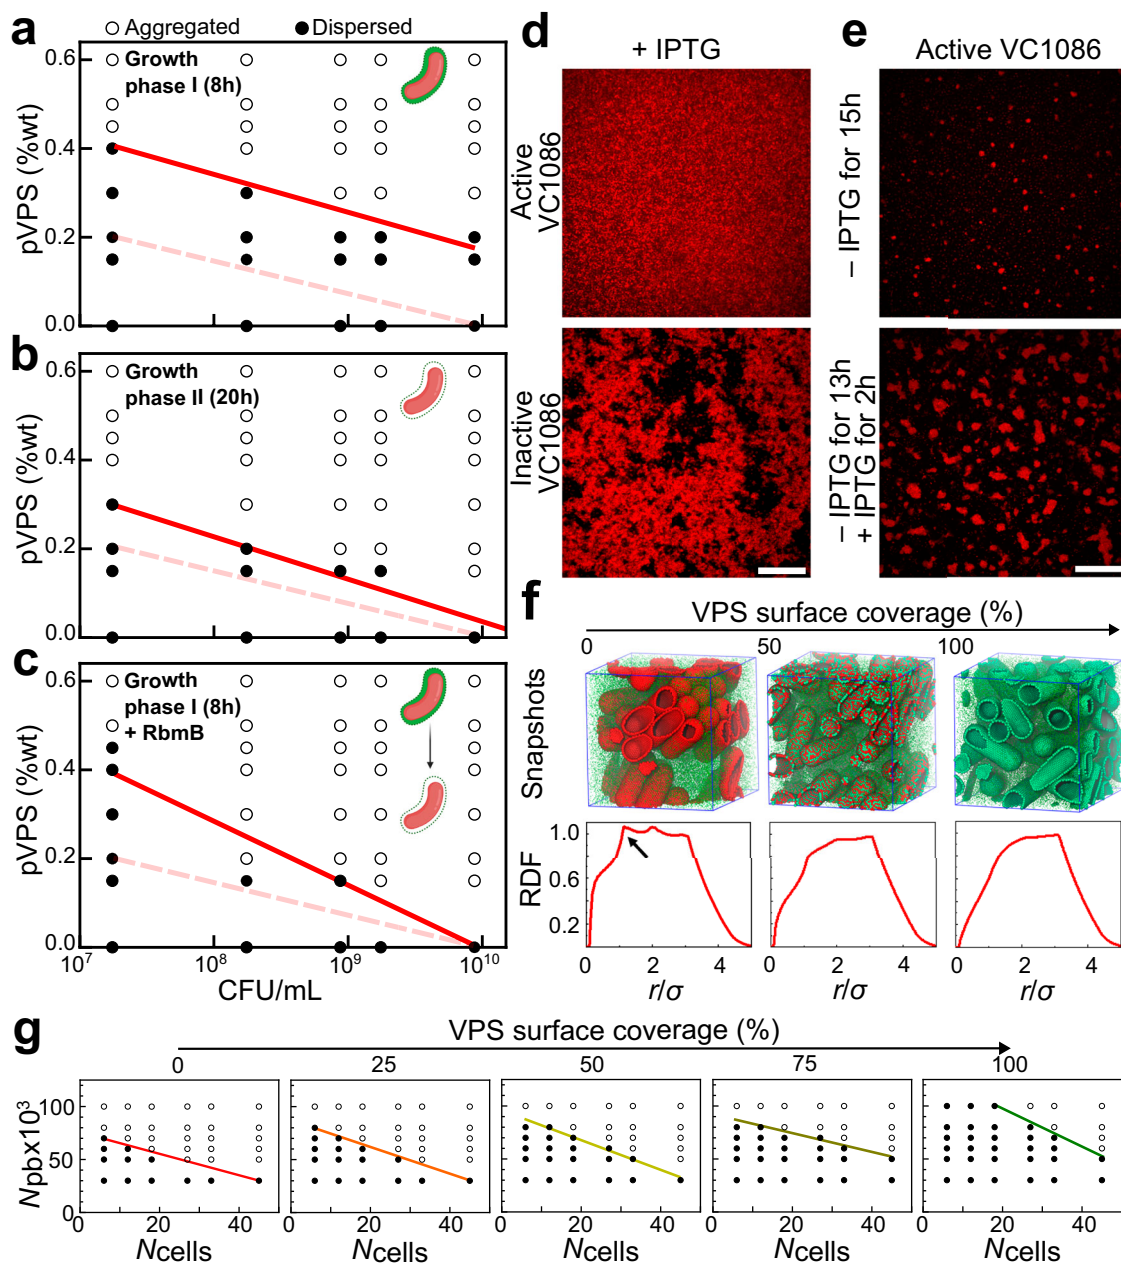 a
Aggregated
Dispersed
Growth
phase I (8h)
pVPS (%wt)
0.6
0.4
0.2
0.0
b
Growth
phase II (20h)
pVPS (%wt)
0.6
0.4
0.2
0.0
c
Growth
phase I (8h)
+ RbmB
pVPS (%wt)
0.6
0.4
0.2
0.0
10⁷ 10⁸ 10⁹ 10¹⁰
CFU/mL
d
+ IPTG
Active
VC1086
Inactive
VC1086
e
Active VC1086
– IPTG for 15h
– IPTG for 13h
+ IPTG for 2h
f
VPS surface coverage (%)
0 50 100
Snapshots
RDF
1.0
0.6
0.2
0 2 4
0 2 4
0 2 4
r/σ r/σ r/σ
g
VPS surface coverage (%)
0 25 50 75 100
Npbx10³
100
50
0
0 20 40
0 20 40
0 20 40
0 20 40
0 20 40
Ncells Ncells Ncells Ncells Ncells